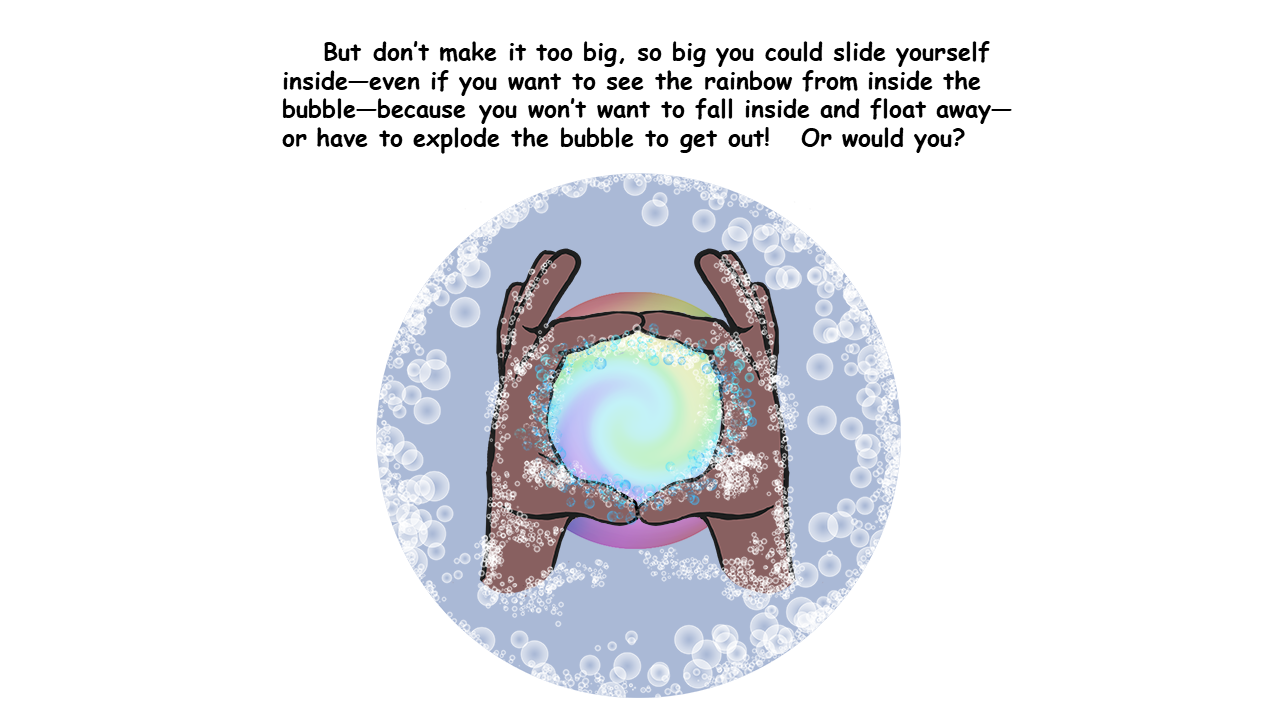 But don’t make it too big, so big you could slide yourself
inside—even if you want to see the rainbow from inside the
bubble—because you won’t want to fall inside and float away—
or have to explode the bubble to get out! Or would you?